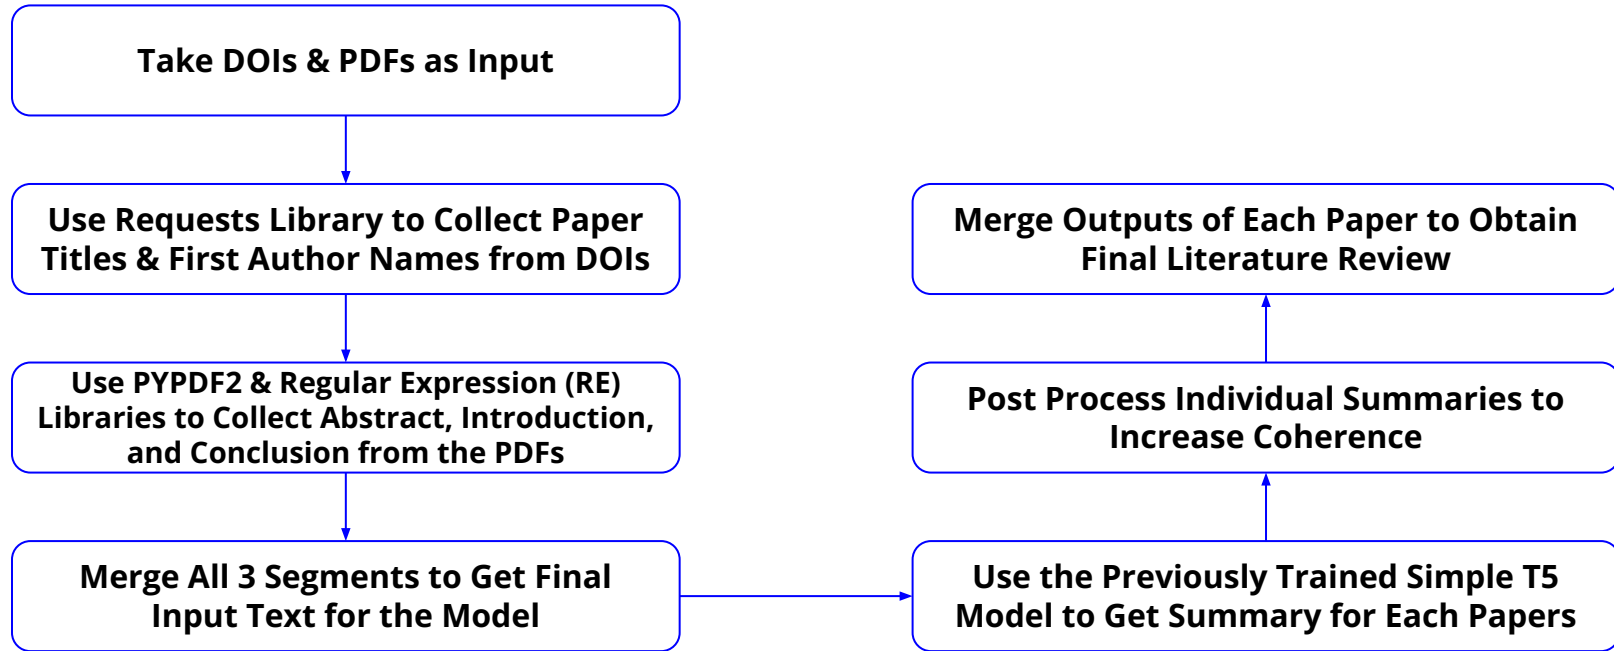 Take DOIs & PDFs as Input
Use Requests Library to Collect Paper
Titles & First Author Names from DOIs
Use PYPDF2 & Regular Expression (RE)
Libraries to Collect Abstract, Introduction,
and Conclusion from the PDFs
Merge All 3 Segments to Get Final
Input Text for the Model
Use the Previously Trained Simple T5
Model to Get Summary for Each Papers
Post Process Individual Summaries to
Increase Coherence
Merge Outputs of Each Paper to Obtain
Final Literature Review